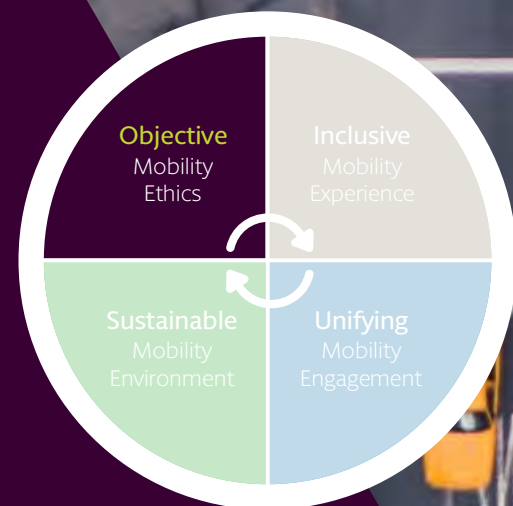 Objective
Mobility
Ethics
Inclusive
Mobility
Experience
Sustainable
Mobility
Environment
Unifying
Mobility
Engagement